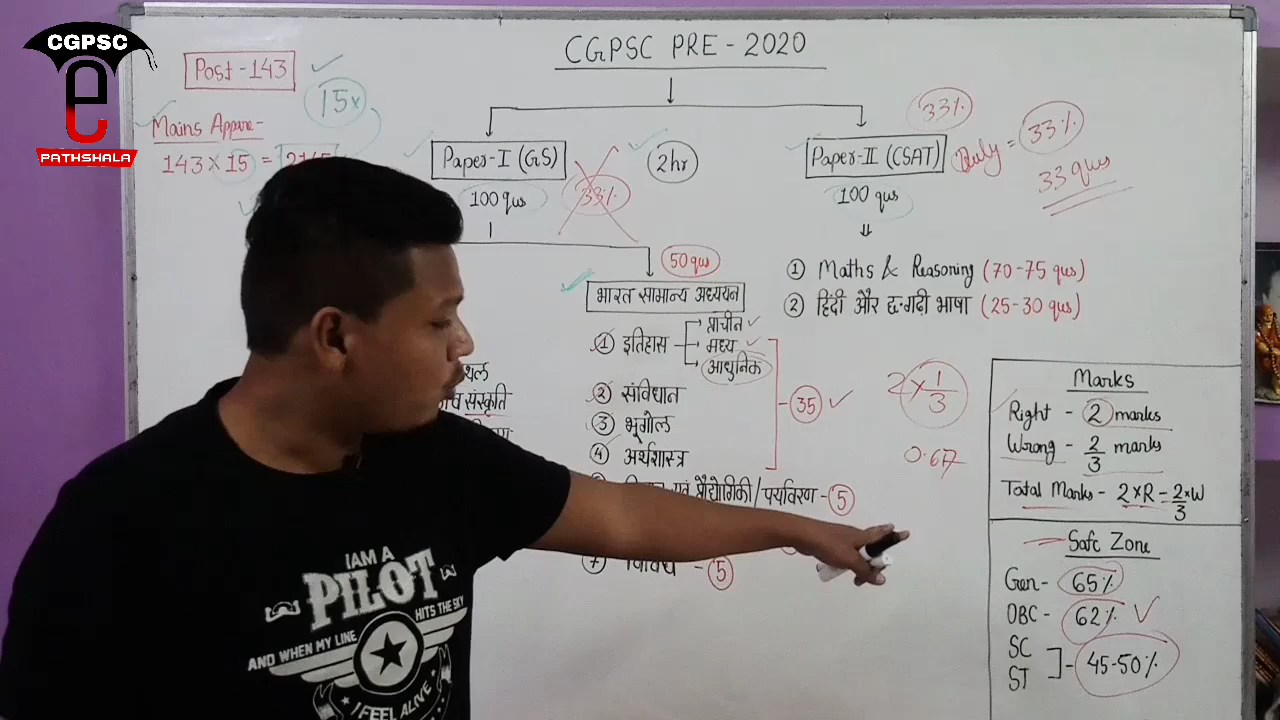 CGPSC
e
PATHSHALA
CGPSC PRE - 2020
Post - 143
15x
Mains Appear-
143 × 15 =
Paper-I (GS)
100 qus
33%
2hr
33%
Paper-II (CSAT)
100 qus
= 33%
33 qus
50 qus
भारत सामान्य अध्ययन
① इतिहास
प्राचीन
मध्य
आधुनिक
② संविधान
③ भूगोल
④ अर्थशास्त्र
35
प्रौद्योगिकी / पर्यावरण - 5
- 5
संस्कृति
① Maths & Reasoning (70-75 qus)
② हिंदी और छ.गढ़ी भाषा (25-30 qus)
2 × 1/3
0.67
Marks
Right - 2 marks
Wrong - 2/3 marks
Total Marks - 2×R = 2×W/3
Safe Zone
Gen - 65%
OBC - 62%
SC
ST
- 45-50%
I AM A
PILOT
HITS THE SKY
AND WHEN MY LINE
I FEEL ALIVE